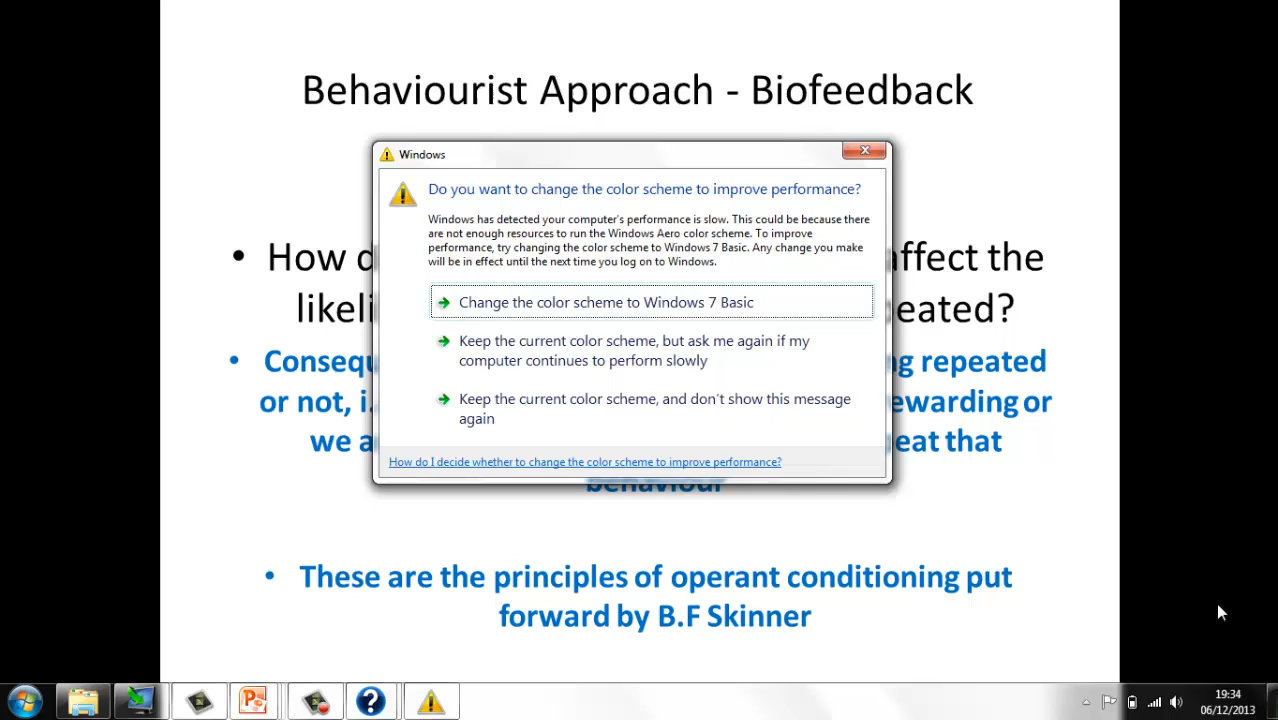 Behaviourist Approach - Biofeedback
Windows
Do you want to change the color scheme to improve performance?
Windows has detected your computer's performance is slow. This could be because there
are not enough resources to run the Windows Aero color scheme. To improve
performance, try changing the color scheme to Windows 7 Basic. Any change you make
will be in effect until the next time you log on to Windows.
Change the color scheme to Windows 7 Basic
Keep the current color scheme, but ask me again if my
computer continues to perform slowly
Keep the current color scheme, and don't show this message
again
How do I decide whether to change the color scheme to improve performance?
• How affect the
• repeated
or not,
we that
behaviour
• These are the principles of operant conditioning put
forward by B.F Skinner
19:34
06/12/2013